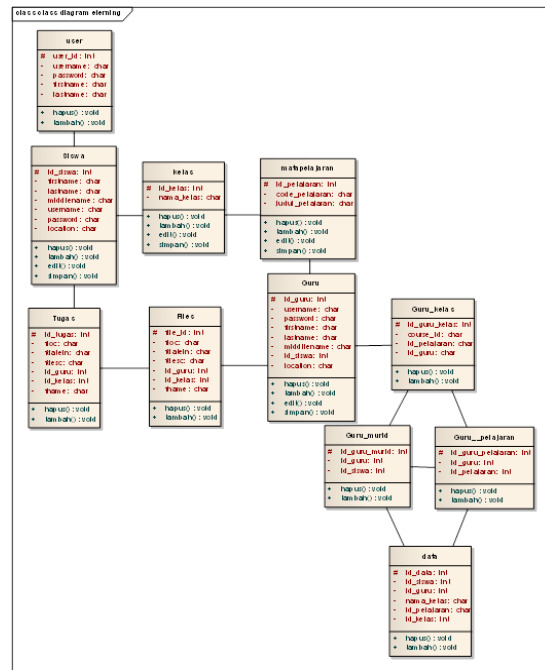 class class diagram elerning
user
# user_id: int
- username: char
- password: char
- firstname: char
- lastname: char
+ hapus() : void
+ tambah() : void
Siswa
# id_siswa: int
- firstname: char
- lastname: char
- middlename: char
- username: char
- password: char
- location: char
+ hapus() : void
+ tambah() : void
+ edit() : void
+ simpan() : void
kelas
# id_kelas: int
- nama_kelas: char
+ hapus() : void
+ tambah() : void
+ edit() : void
+ simpan() : void
matapelajaran
# id_pelajaran: int
- code_pelajaran: char
- judul_pelajaran: char
+ hapus() : void
+ tambah() : void
+ edit() : void
+ simpan() : void
Tugas
# id_tugas: int
- floc: char
- fdesc: char
- id_guru: int
- id_kelas: int
- fname: char
+ hapus() : void
+ tambah() : void
Files
# file_id: int
- floc: char
- fdesc: char
- id_guru: int
- id_kelas: int
- fname: char
+ hapus() : void
+ tambah() : void
Guru
# id_guru: int
- username: char
- password: char
- firstname: char
- lastname: char
- middlename: char
- id_siswa: int
- location: char
+ hapus() : void
+ tambah() : void
+ edit() : void
+ simpan() : void
Guru_kelas
# id_guru_kelas: int
- course_id: char
- id_pelajaran: char
- id_guru: char
+ hapus() : void
+ tambah() : void
Guru_murid
# id_guru_murid: int
- id_guru: int
- id_siswa: int
+ hapus() : void
+ tambah() : void
Guru__pelajaran
# id_guru_pelajaran: int
- id_guru: int
- id_pelajaran: int
+ hapus() : void
+ tambah() : void
data
# id_data: int
- id_siswa: int
- id_guru: int
- nama_kelas: char
- id_pelajaran: char
- id_kelas: int
+ hapus() : void
+ tambah() : void